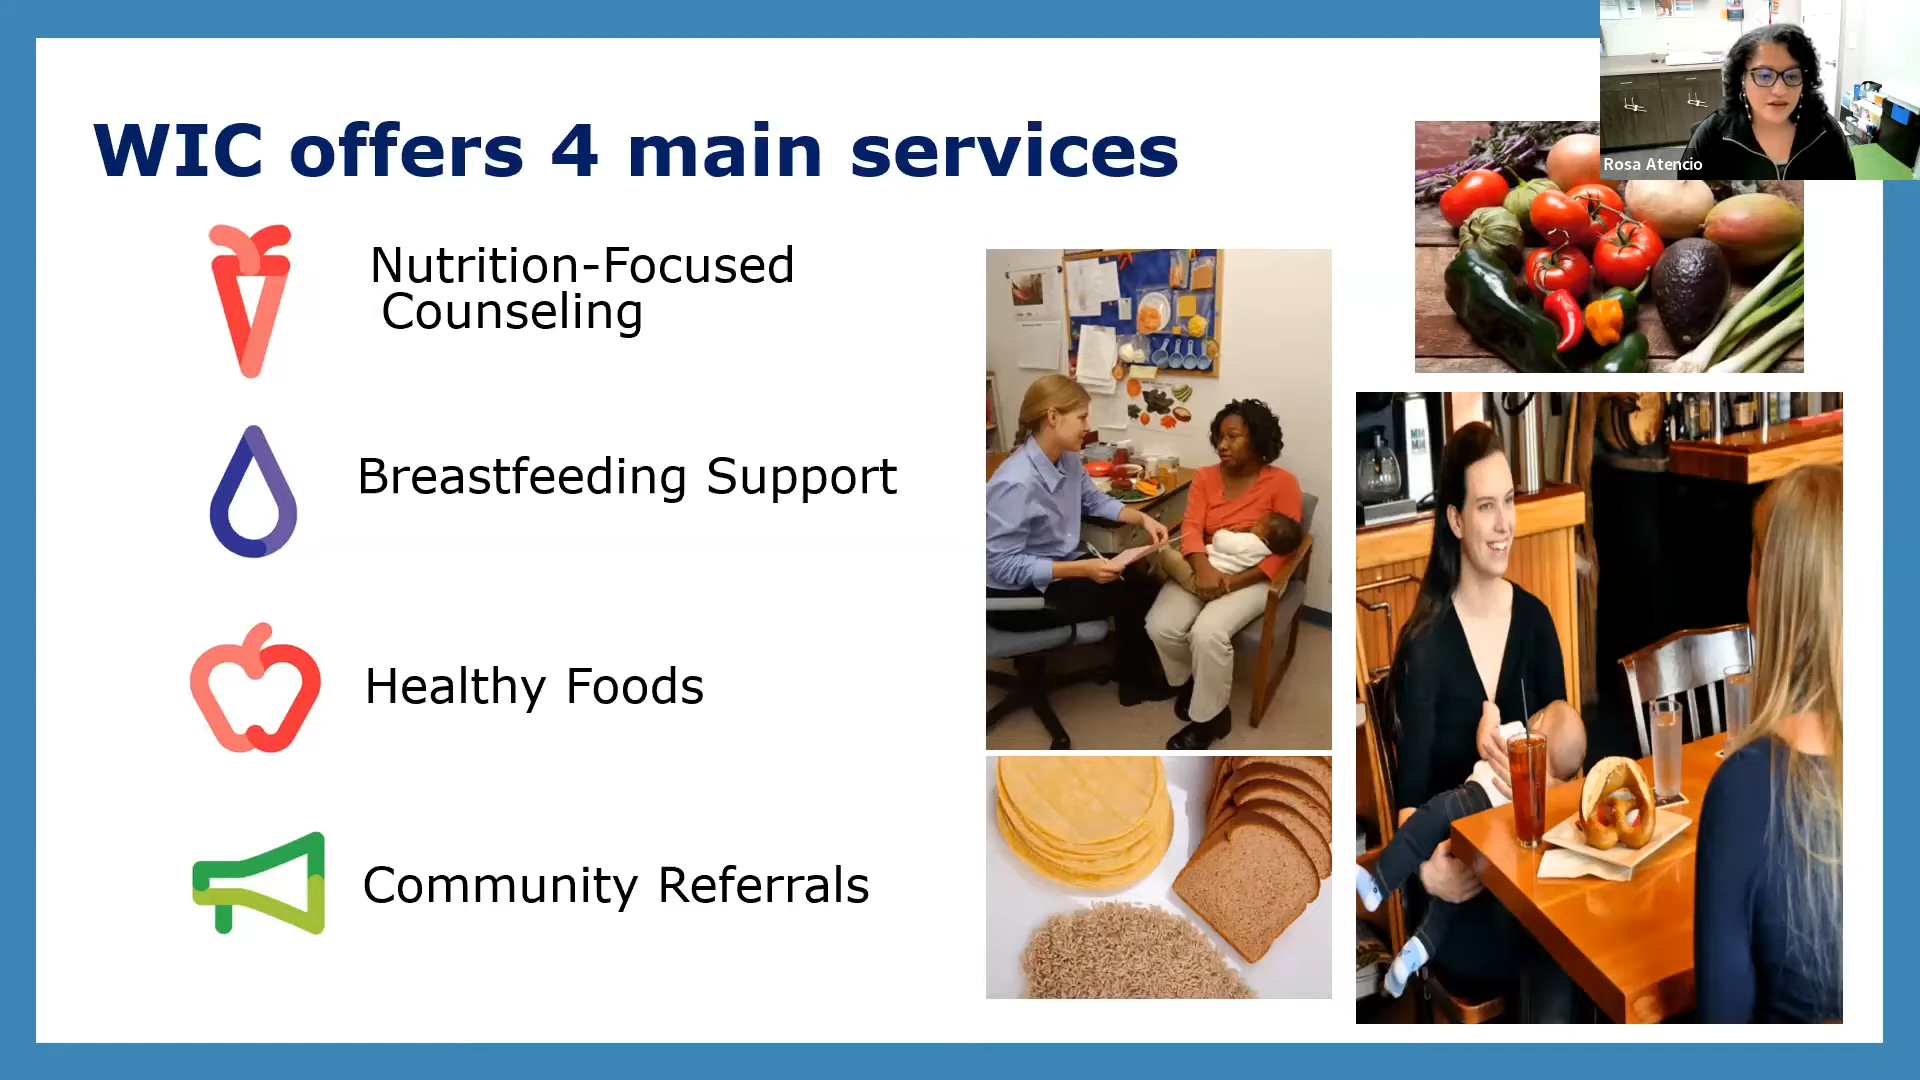 WIC offers 4 main services
Rosa Atencio
Nutrition-Focused
Counseling
Breastfeeding Support
Healthy Foods
Community Referrals